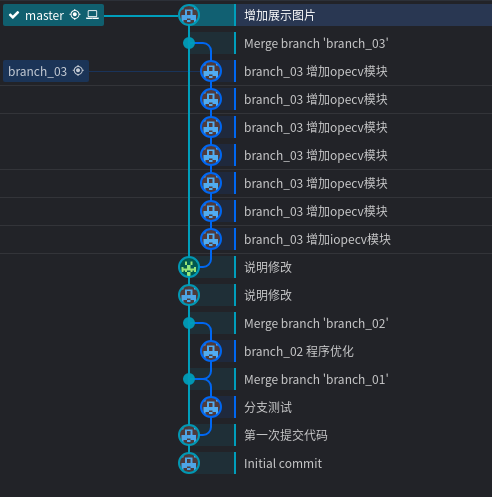 master 增加展示图片
Merge branch 'branch_03'
branch_03 branch_03 增加opecv模块
branch_03 增加opecv模块
branch_03 增加opecv模块
branch_03 增加opecv模块
branch_03 增加opecv模块
branch_03 增加opecv模块
branch_03 增加iopecv模块
说明修改
说明修改
Merge branch 'branch_02'
branch_02 程序优化
Merge branch 'branch_01'
分支测试
第一次提交代码
Initial commit